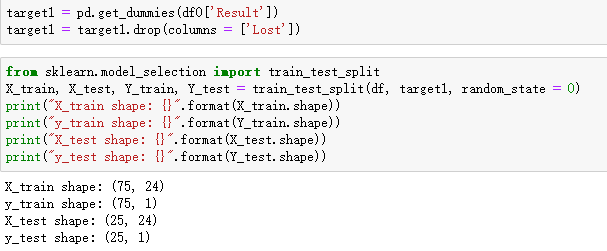 target1 = pd.get_dummies(df0['Result'])
target1 = target1.drop(columns = ['Lost'])
from sklearn.model_selection import train_test_split
X_train, X_test, Y_train, Y_test = train_test_split(df, target1, random_state = 0)
print("X_train shape: {}".format(X_train.shape))
print("y_train shape: {}".format(Y_train.shape))
print("X_test shape: {}".format(X_test.shape))
print("y_test shape: {}".format(Y_test.shape))
X_train shape: (75, 24)
y_train shape: (75, 1)
X_test shape: (25, 24)
y_test shape: (25, 1)